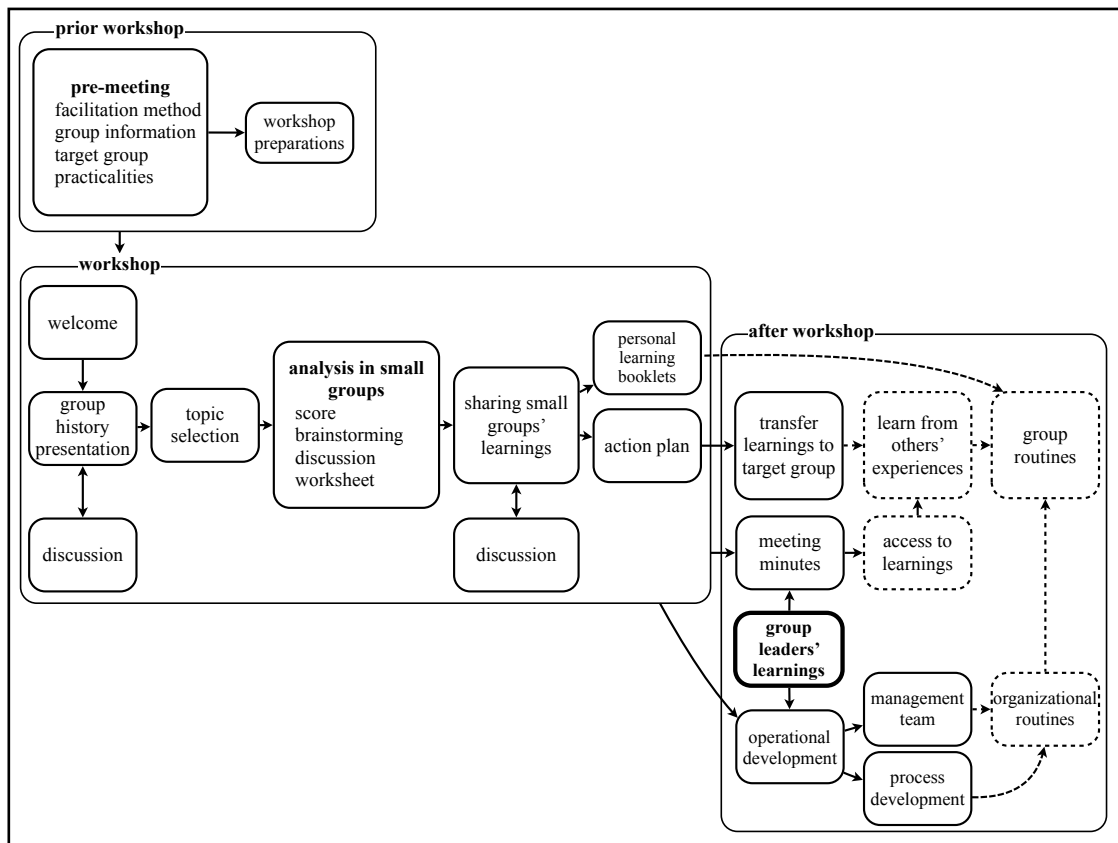 prior workshop
pre-meeting
facilitation method
group information
target group
practicalities
workshop
preparations
workshop
welcome
group
history
presentation
discussion
topic
selection
analysis in small
groups
score
brainstorming
discussion
worksheet
sharing small
groups’
learnings
discussion
personal
learning
booklets
action plan
after workshop
transfer
learnings to
target group
learn from
others’
experiences
group
routines
meeting
minutes
access to
learnings
group
leaders’
learnings
operational
development
management
team
organizational
routines
process
development